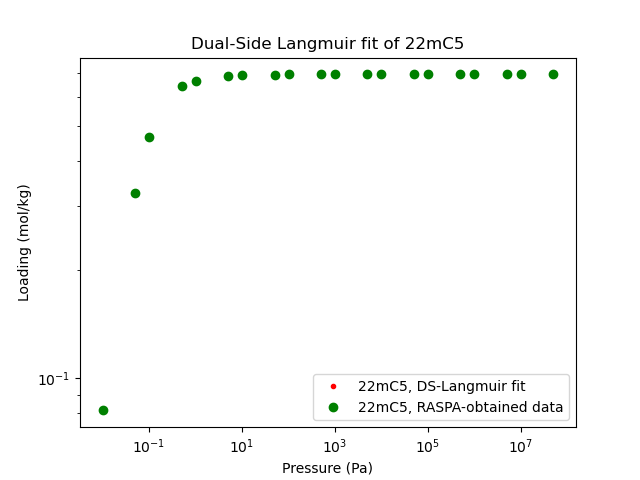 Dual-Side Langmuir fit of 22mC5
Loading (mol/kg)
10⁻¹
22mC5, DS-Langmuir fit
22mC5, RASPA-obtained data
10⁻¹ 10¹ 10³ 10⁵ 10⁷
Pressure (Pa)